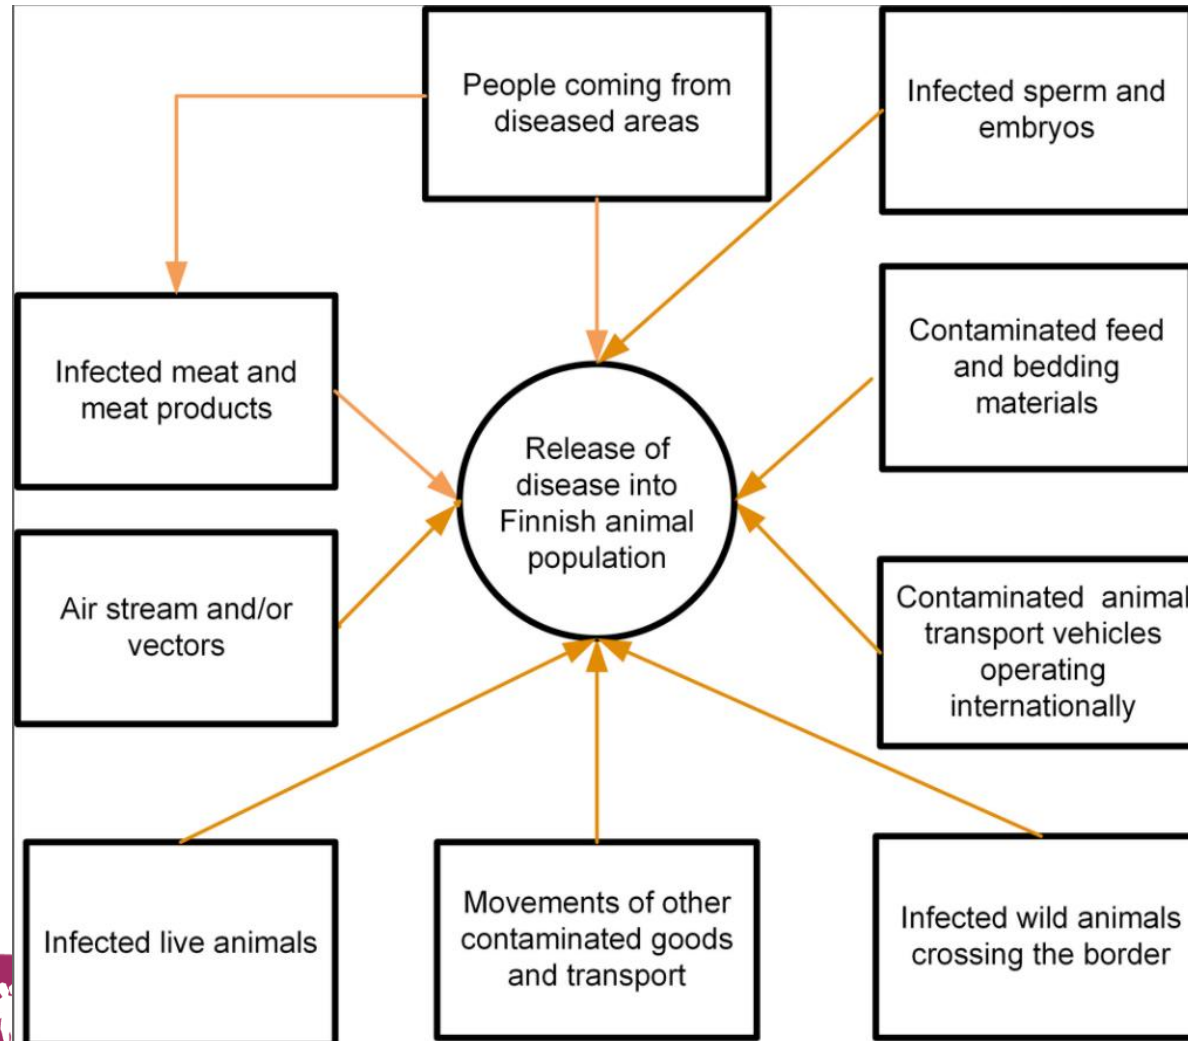 People coming from
diseased areas
Infected sperm and
embryos
Infected meat and
meat products
Contaminated feed
and bedding
materials
Release of
disease into
Finnish animal
population
Air stream and/or
vectors
Contaminated animal
transport vehicles
operating
internationally
Infected live animals
Movements of other
contaminated goods
and transport
Infected wild animals
crossing the border